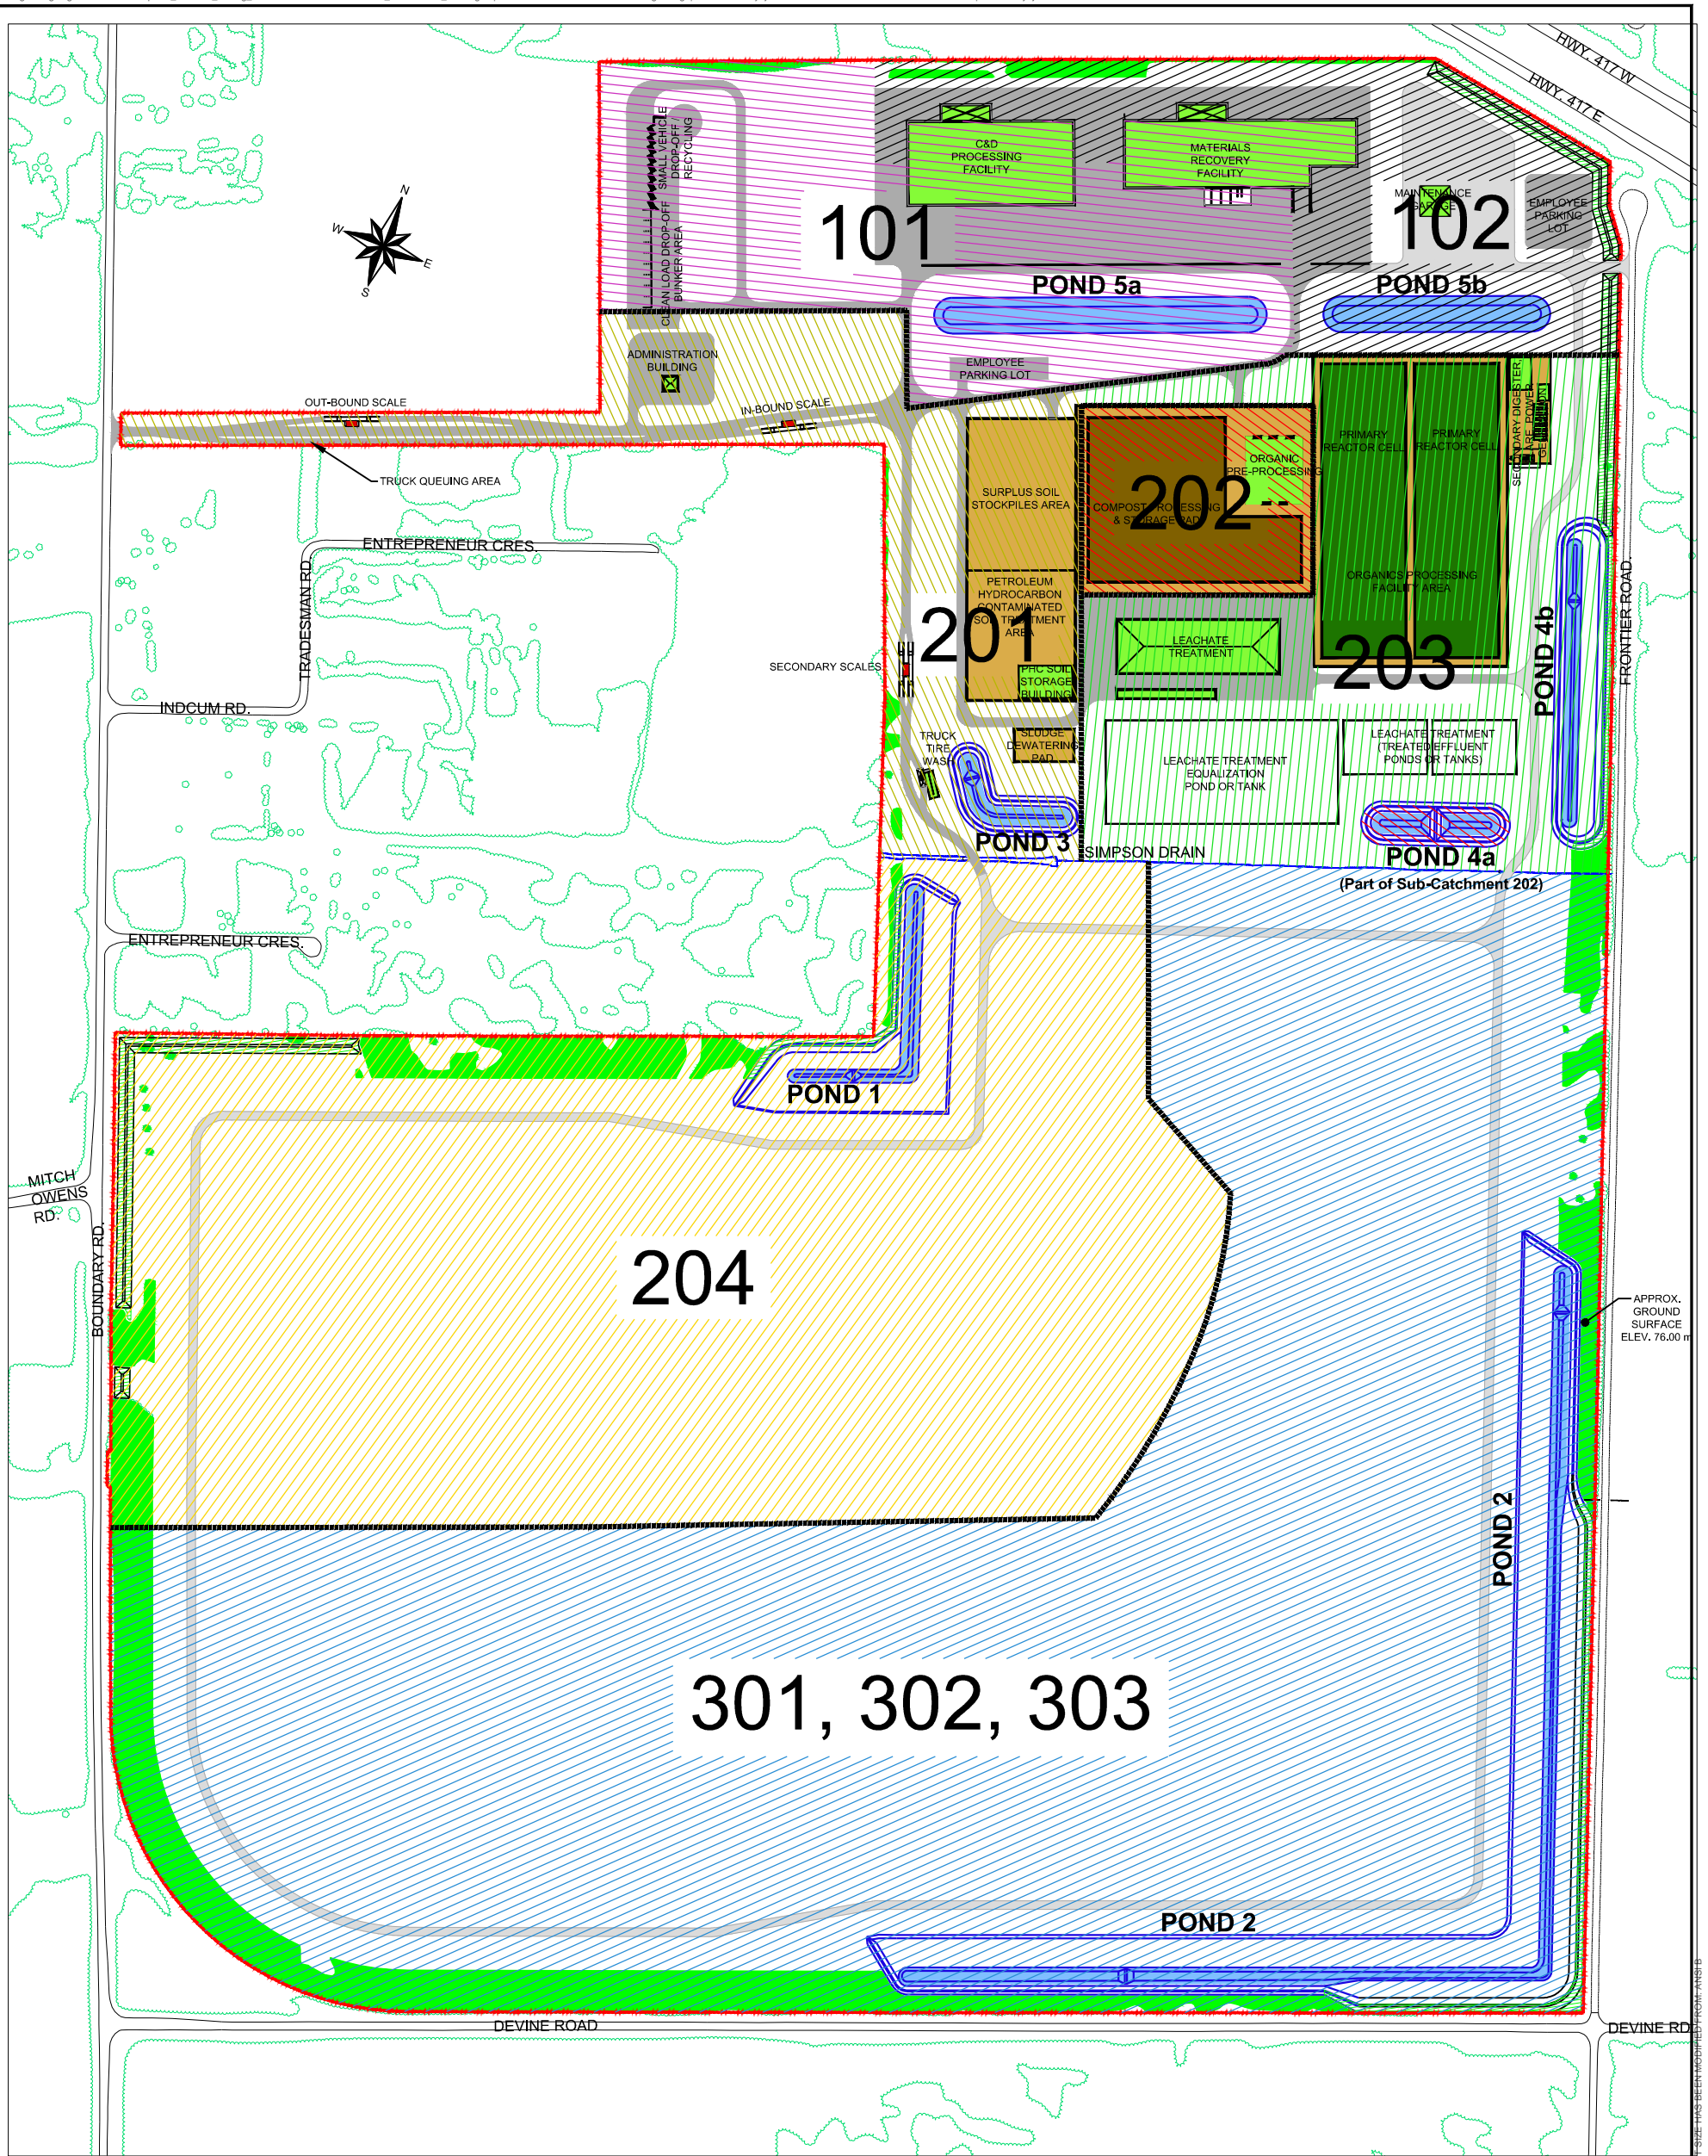 HWY. 417 W
HWY. 417 E
N
W
E
S
SMALL VEHICLE
DROP-OFF /
RECYCLING
CLEAN LOAD DROP-OFF
BUNKER AREA
C&D
PROCESSING
FACILITY
MATERIALS
RECOVERY
FACILITY
MAINTENANCE
GARAGE
EMPLOYEE
PARKING
LOT
101
102
POND 5a
POND 5b
ADMINISTRATION
BUILDING
EMPLOYEE
PARKING LOT
OUT-BOUND SCALE
IN-BOUND SCALE
TRUCK QUEUING AREA
PRIMARY
REACTOR CELL
PRIMARY
REACTOR CELL
SECONDARY DIGESTER,
ORGANIC
PRE-PROCESSING
SURPLUS SOIL
STOCKPILES AREA
COMPOST PROCESSING
& STORAGE PAD
202
ENTREPRENEUR CRES.
TRADESMAN RD.
PETROLEUM
HYDROCARBON
CONTAMINATED
SOIL TREATMENT
AREA
ORGANICS PROCESSING
FACILITY AREA
201
LEACHATE
TREATMENT
203
POND 4b
FRONTIER ROAD.
SECONDARY SCALES
PHC SOIL
STORAGE
BUILDING
INDCUM RD.
TRUCK
TIRE
WASH
SLUDGE
DEWATERING
PAD
LEACHATE TREATMENT
EQUALIZATION
POND OR TANK
LEACHATE TREATMENT
(TREATED EFFLUENT
PONDS OR TANKS)
POND 3
SIMPSON DRAIN
POND 4a
(Part of Sub-Catchment 202)
ENTREPRENEUR CRES.
POND 1
MITCH
OWENS
RD.
BOUNDARY RD.
204
APPROX.
GROUND
SURFACE
ELEV. 76.00 m
POND 2
301, 302, 303
POND 2
DEVINE ROAD
DEVINE RD.